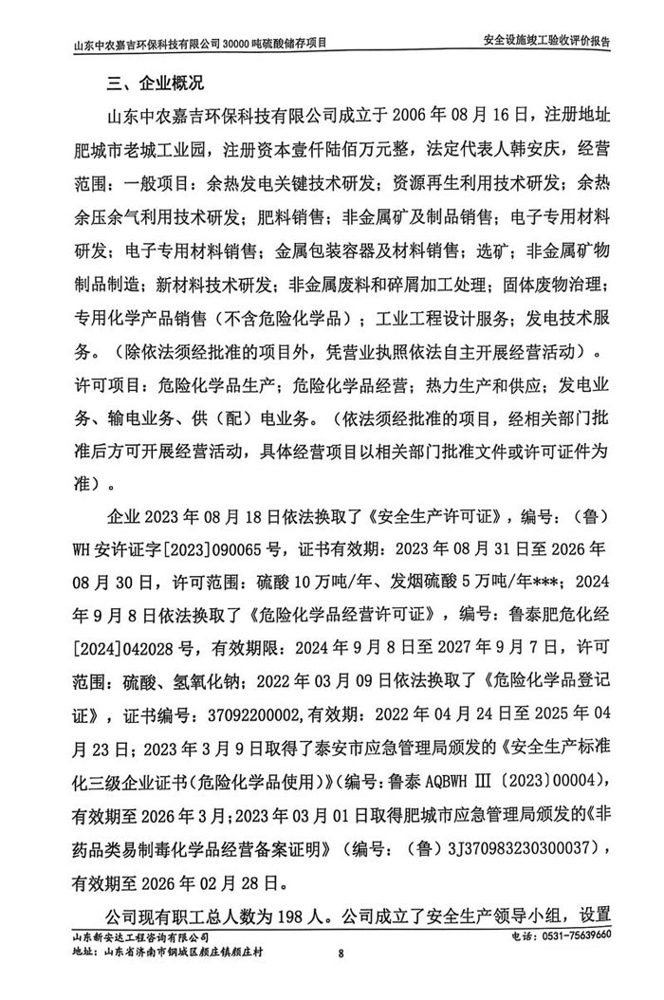 山东中农嘉吉环保科技有限公司 30000 吨硫酸储存项目
安全设施竣工验收评价报告
三、企业概况
山东中农嘉吉环保科技有限公司成立于 2006 年 08 月 16 日，注册地址
肥城市老城工业园，注册资本壹仟陆佰万元整，法定代表人韩安庆，经营
范围：一般项目：余热发电关键技术研发；资源再生利用技术研发；余热
余压余气利用技术研发；肥料销售；非金属矿及制品销售；电子专用材料
研发；电子专用材料销售；金属包装容器及材料销售；选矿；非金属矿物
制品制造；新材料技术研发；非金属废料和碎屑加工处理；固体废物治理；
专用化学产品销售（不含危险化学品）；工业工程设计服务；发电技术服
务。（除依法须经批准的项目外，凭营业执照依法自主开展经营活动）。
许可项目：危险化学品生产；危险化学品经营；热力生产和供应；发电业
务、输电业务、供（配）电业务。（依法须经批准的项目，经相关部门批
准后方可开展经营活动，具体经营项目以相关部门批准文件或许可证件为
准）。
企业 2023 年 08 月 18 日依法换取了《安全生产许可证》，编号：（鲁）
WH 安许证字[2023]090065 号，证书有效期：2023 年 08 月 31 日至 2026 年
08 月 30 日，许可范围：硫酸 10 万吨/年、发烟硫酸 5 万吨/年***；2024
年 9 月 8 日依法换取了《危险化学品经营许可证》，编号：鲁泰肥危化经
[2024]042028 号，有效期限：2024 年 9 月 8 日至 2027 年 9 月 7 日，许可
范围：硫酸、氢氧化钠；2022 年 03 月 09 日依法换取了《危险化学品登记
证》，证书编号：37092200002,有效期：2022 年 04 月 24 日至 2025 年 04
月 23 日；2023 年 3 月 9 日取得了泰安市应急管理局颁发的《安全生产标准
化三级企业证书（危险化学品使用）》（编号：鲁泰 AQBWH Ⅲ〔2023〕00004），
有效期至 2026 年 3 月；2023 年 03 月 01 日取得肥城市应急管理局颁发的《非
药品类易制毒化学品经营备案证明》（编号：（鲁）3J370983230300037），
有效期至 2026 年 02 月 28 日。
公司现有职工总人数为 198 人。公司成立了安全生产领导小组，设置
山东新安达工程咨询有限公司
电话：0531-75639660
地址：山东省济南市钢城区颜庄镇颜庄村
8